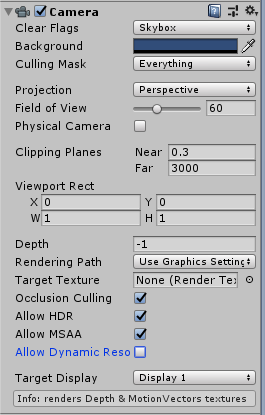 Camera
Clear Flags Skybox
Background
Culling Mask Everything
Projection Perspective
Field of View 60
Physical Camera
Clipping Planes Near 0.3
Far 3000
Viewport Rect
X 0 Y 0
W 1 H 1
Depth -1
Rendering Path Use Graphics Setting
Target Texture None (Render Tex
Occlusion Culling
Allow HDR
Allow MSAA
Allow Dynamic Reso
Target Display Display 1
Info: renders Depth & MotionVectors textures